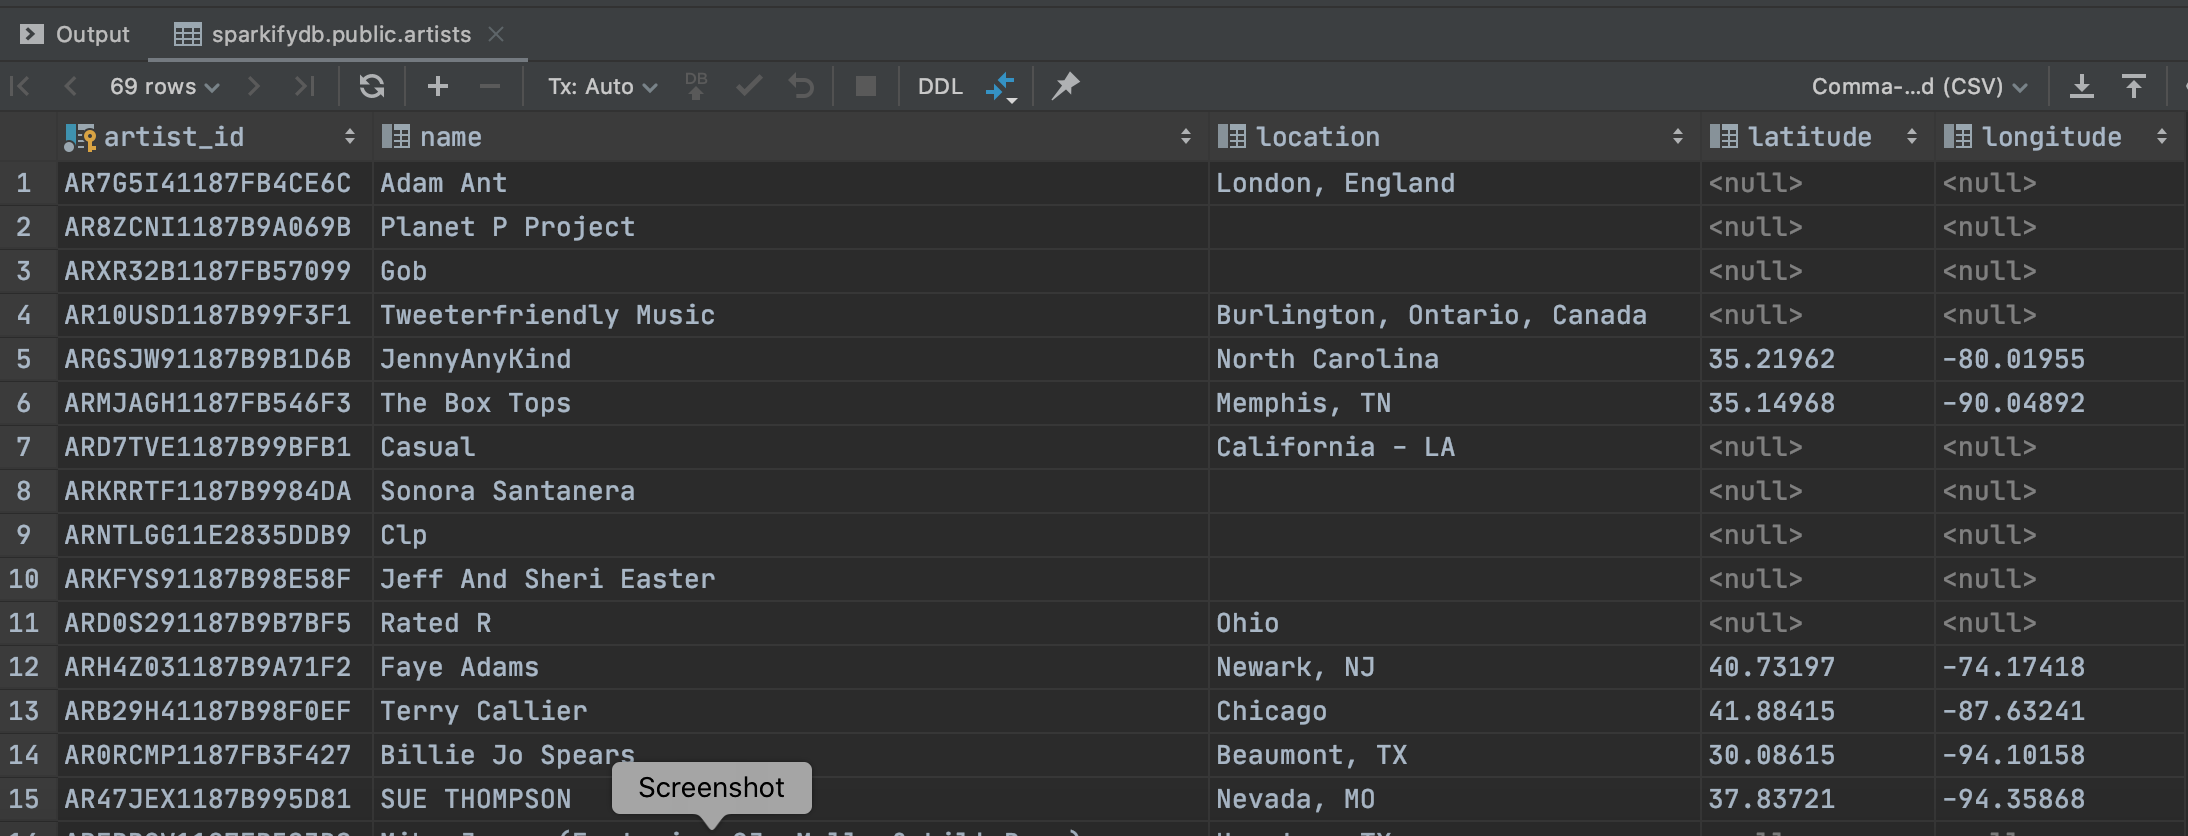 Output sparkifydb.public.artists
69 rows Tx: Auto DB DDL Comma-...d (CSV)
artist_id name location latitude longitude
1 AR7G5I41187FB4CE6C Adam Ant London, England <null> <null>
2 AR8ZCNI1187B9A069B Planet P Project <null> <null>
3 ARXR32B1187FB57099 Gob <null> <null>
4 AR10USD1187B99F3F1 Tweeterfriendly Music Burlington, Ontario, Canada <null> <null>
5 ARGSJW91187B9B1D6B JennyAnyKind North Carolina 35.21962 -80.01955
6 ARMJAGH1187FB546F3 The Box Tops Memphis, TN 35.14968 -90.04892
7 ARD7TVE1187B99BFB1 Casual California - LA <null> <null>
8 ARKRRTF1187B9984DA Sonora Santanera <null> <null>
9 ARNTLGG11E2835DDB9 Clp <null> <null>
10 ARKFYS91187B98E58F Jeff And Sheri Easter <null> <null>
11 ARD0S291187B9B7BF5 Rated R Ohio <null> <null>
12 ARH4Z031187B9A71F2 Faye Adams Newark, NJ 40.73197 -74.17418
13 ARB29H41187B98F0EF Terry Callier Chicago 41.88415 -87.63241
14 AR0RCMP1187FB3F427 Billie Jo Spears Beaumont, TX 30.08615 -94.10158
15 AR47JEX1187B995D81 SUE THOMPSON Nevada, MO 37.83721 -94.35868
Screenshot